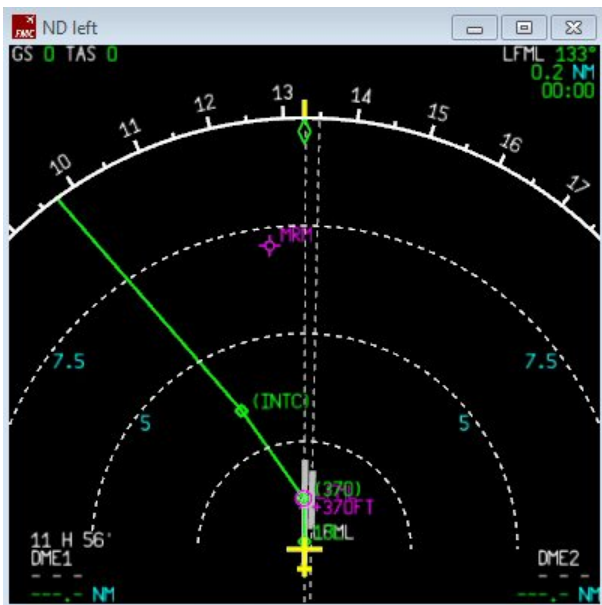 FMC ND left
GS 0 TAS 0
LFML 133°
0.2 NM
00:00
10 11 12 13 14 15 16 17
MRM
7.5 7.5
(INTC)
5 5
(370)
+370FT
11 H 56'
DME1 DME2
- - - - - -
---.- NM ---.- NM